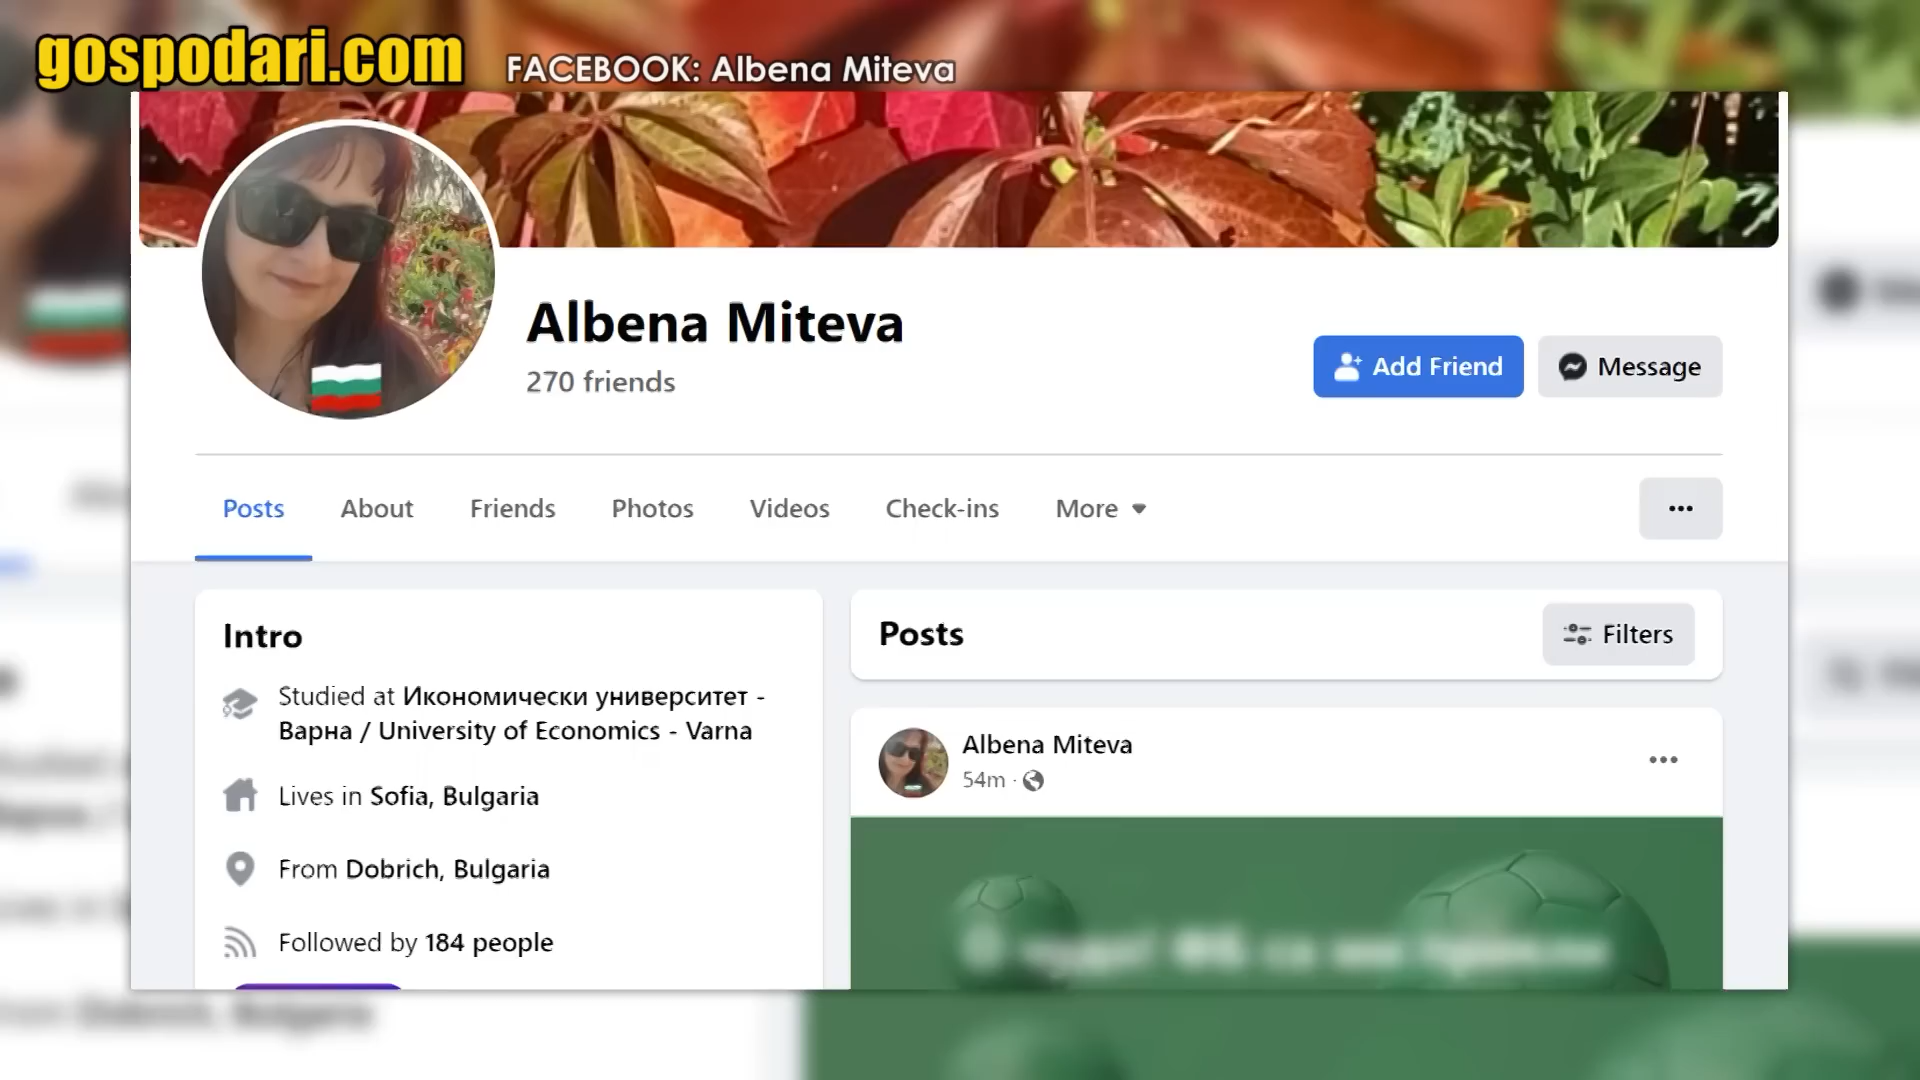 gospodari.com
FACEBOOK: Albena Miteva
Albena Miteva
270 friends
Add Friend
Message
Posts
About
Friends
Photos
Videos
Check-ins
More
Intro
Studied at Икономически университет -
Варна / University of Economics - Varna
Lives in Sofia, Bulgaria
From Dobrich, Bulgaria
Followed by 184 people
Posts
Filters
Albena Miteva
54m ·